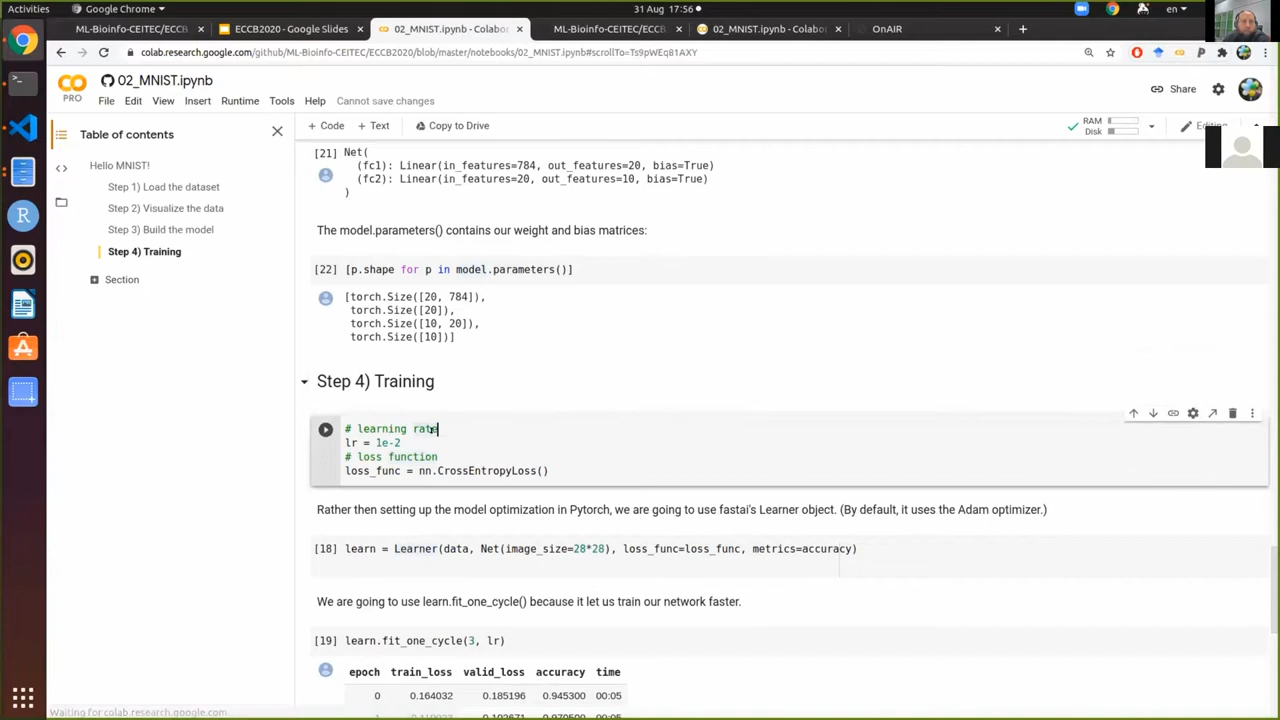 Activities
Google Chrome
31 Aug 17:56
en
ML-Bioinfo-CEITEC/ECCB
ECCB2020 - Google Slides
02_MNIST.ipynb - Colabora
ML-Bioinfo-CEITEC/ECCB
02_MNIST.ipynb - Colabora
OnAIR
colab.research.google.com/github/ML-Bioinfo-CEITEC/ECCB2020/blob/master/notebooks/02_MNIST.ipynb#scrollTo=Ts9pWEq81AXY
PRO
02_MNIST.ipynb
File Edit View Insert Runtime Tools Help Cannot save changes
Share
+ Code + Text Copy to Drive
RAM
Disk
Editing
Table of contents
Hello MNIST!
Step 1) Load the dataset
Step 2) Visualize the data
Step 3) Build the model
Step 4) Training
Section
[21] Net(
(fc1): Linear(in_features=784, out_features=20, bias=True)
(fc2): Linear(in_features=20, out_features=10, bias=True)
)
The model.parameters() contains our weight and bias matrices:
[22] [p.shape for p in model.parameters()]
[torch.Size([20, 784]),
torch.Size([20]),
torch.Size([10, 20]),
torch.Size([10])]
Step 4) Training
# learning rate
lr = 1e-2
# loss function
loss_func = nn.CrossEntropyLoss()
Rather then setting up the model optimization in Pytorch, we are going to use fastai's Learner object. (By default, it uses the Adam optimizer.)
[18] learn = Learner(data, Net(image_size=28*28), loss_func=loss_func, metrics=accuracy)
We are going to use learn.fit_one_cycle() because it let us train our network faster.
[19] learn.fit_one_cycle(3, lr)
epoch train_loss valid_loss accuracy time
0 0.164032 0.185196 0.945300 00:05
Waiting for colab.research.google.com...